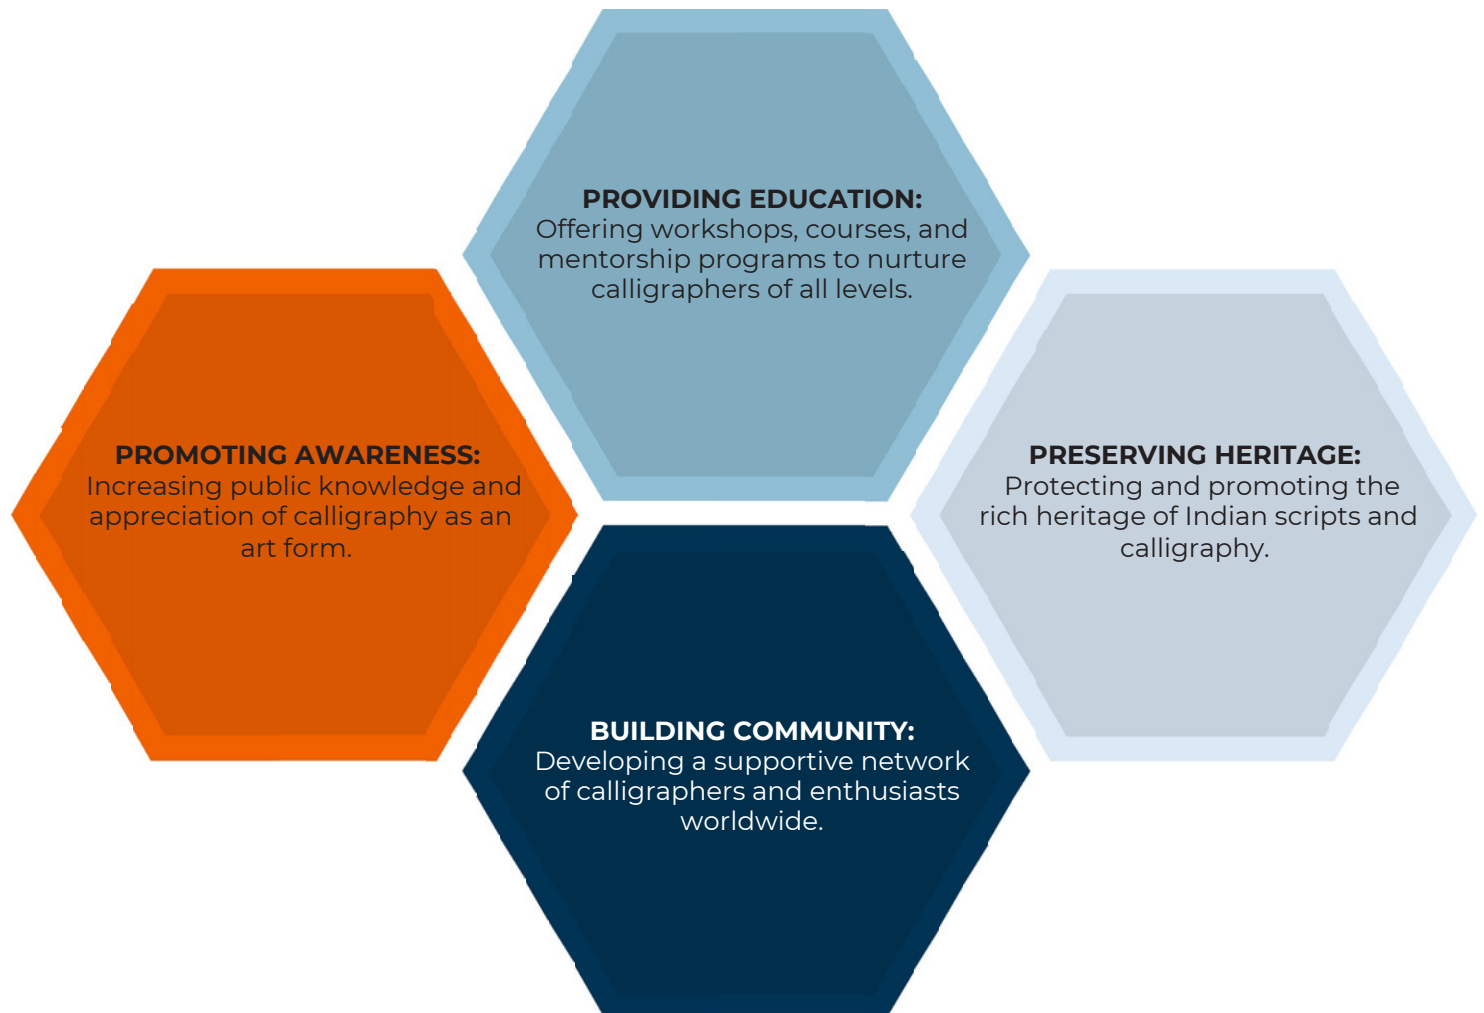 PROVIDING EDUCATION:
Offering workshops, courses, and
mentorship programs to nurture
calligraphers of all levels.
PROMOTING AWARENESS:
Increasing public knowledge and
appreciation of calligraphy as an
art form.
PRESERVING HERITAGE:
Protecting and promoting the
rich heritage of Indian scripts and
calligraphy.
BUILDING COMMUNITY:
Developing a supportive network
of calligraphers and enthusiasts
worldwide.